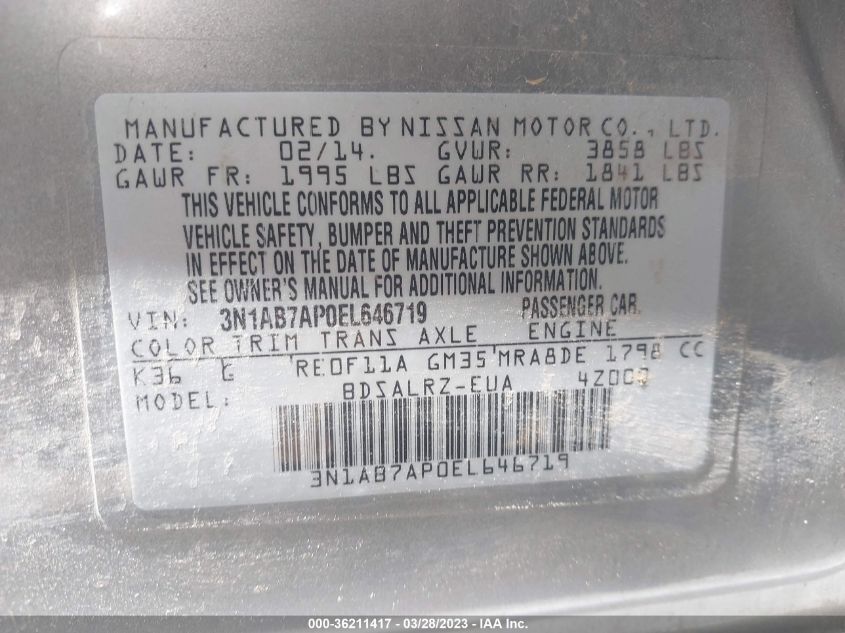 MANUFACTURED BY NISSAN MOTOR CO., LTD.
DATE: 02/14. GVWR: 3858 LBS
GAWR FR: 1995 LBS GAWR RR: 1841 LBS
THIS VEHICLE CONFORMS TO ALL APPLICABLE FEDERAL MOTOR
VEHICLE SAFETY, BUMPER AND THEFT PREVENTION STANDARDS
IN EFFECT ON THE DATE OF MANUFACTURE SHOWN ABOVE.
SEE OWNER'S MANUAL FOR ADDITIONAL INFORMATION.
VIN: 3N1AB7AP0EL646719 PASSENGER CAR.
COLOR TRIM TRANS AXLE ENGINE
K36 G RE0F11A GM35 MRA8DE 1798 CC
MODEL: BDSALRZ-EUA
3N1AB7AP0EL646719
000-36211417 - 03/28/2023 - IAA Inc.